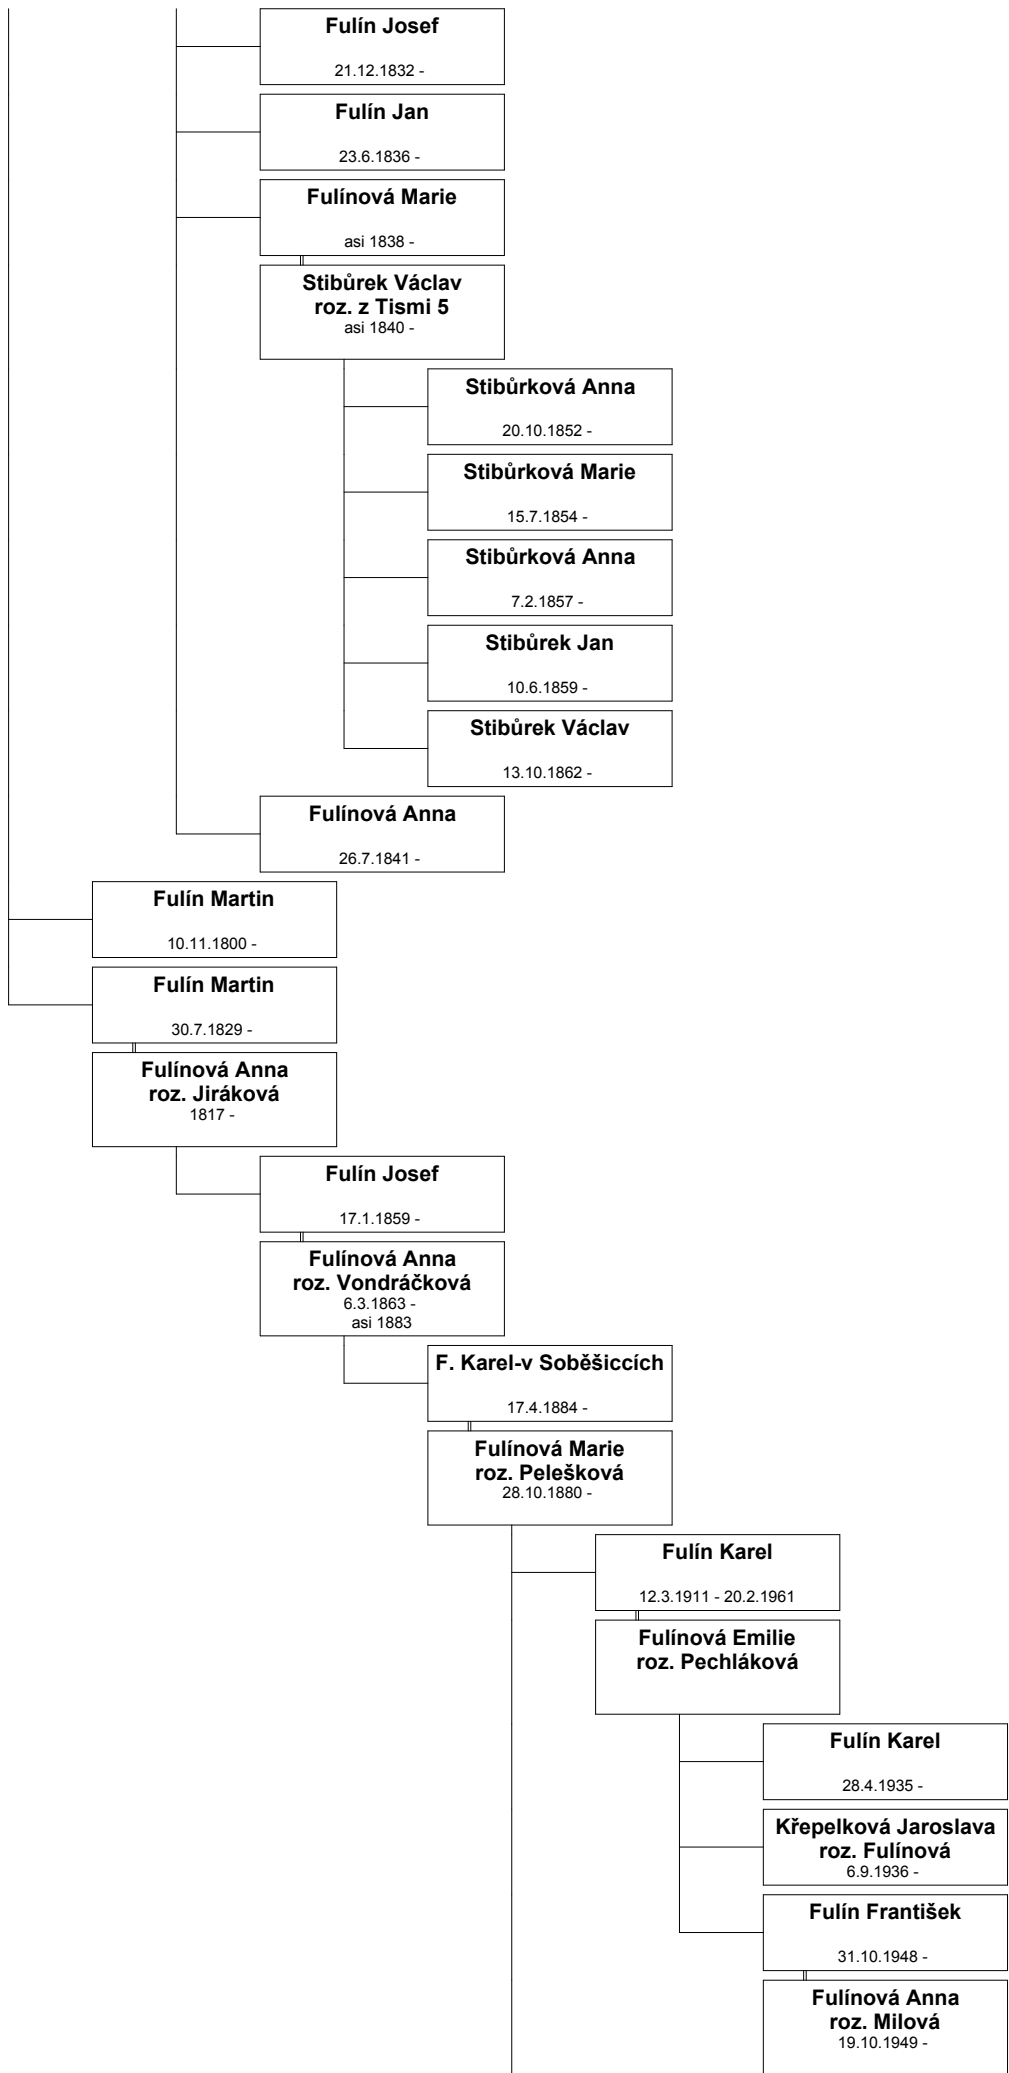 Fulín Josef
21.12.1832 -
Fulín Jan
23.6.1836 -
Fulínová Marie
asi 1838 -
Stibůrek Václav
roz. z Tismi 5
asi 1840 -
Stibůrková Anna
20.10.1852 -
Stibůrková Marie
15.7.1854 -
Stibůrková Anna
7.2.1857 -
Stibůrek Jan
10.6.1859 -
Stibůrek Václav
13.10.1862 -
Fulínová Anna
26.7.1841 -
Fulín Martin
10.11.1800 -
Fulín Martin
30.7.1829 -
Fulínová Anna
roz. Jiráková
1817 -
Fulín Josef
17.1.1859 -
Fulínová Anna
roz. Vondráčková
6.3.1863 -
asi 1883
F. Karel-v Soběšiccích
17.4.1884 -
Fulínová Marie
roz. Pelešková
28.10.1880 -
Fulín Karel
12.3.1911 - 20.2.1961
Fulínová Emilie
roz. Pechláková
Fulín Karel
28.4.1935 -
Křepelková Jaroslava
roz. Fulínová
6.9.1936 -
Fulín František
31.10.1948 -
Fulínová Anna
roz. Milová
19.10.1949 -